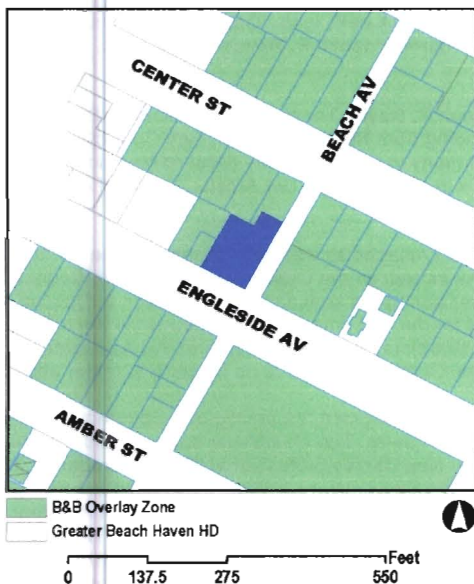 CENTER ST
BEACH AV
ENGLESIDE AV
AMBER ST
B&B Overlay Zone
Greater Beach Haven HD
Feet
0 137.5 275 550